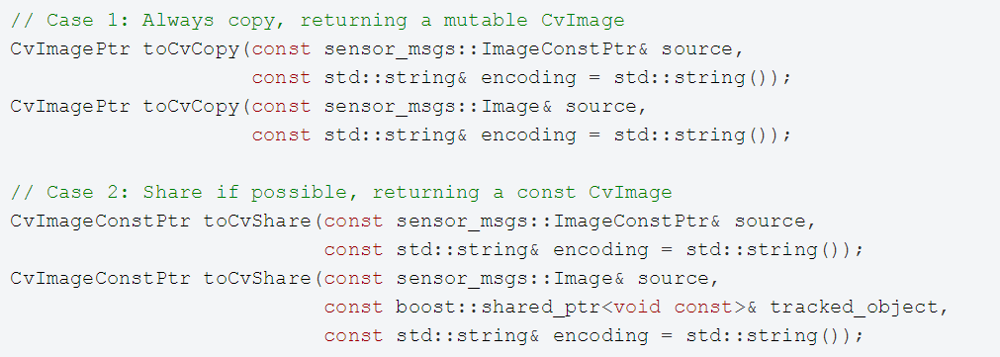 // Case 1: Always copy, returning a mutable CvImage
CvImagePtr toCvCopy(const sensor_msgs::ImageConstPtr& source,
                    const std::string& encoding = std::string());
CvImagePtr toCvCopy(const sensor_msgs::Image& source,
                    const std::string& encoding = std::string());

// Case 2: Share if possible, returning a const CvImage
CvImageConstPtr toCvShare(const sensor_msgs::ImageConstPtr& source,
                          const std::string& encoding = std::string());
CvImageConstPtr toCvShare(const sensor_msgs::Image& source,
                          const boost::shared_ptr<void const>& tracked_object,
                          const std::string& encoding = std::string());